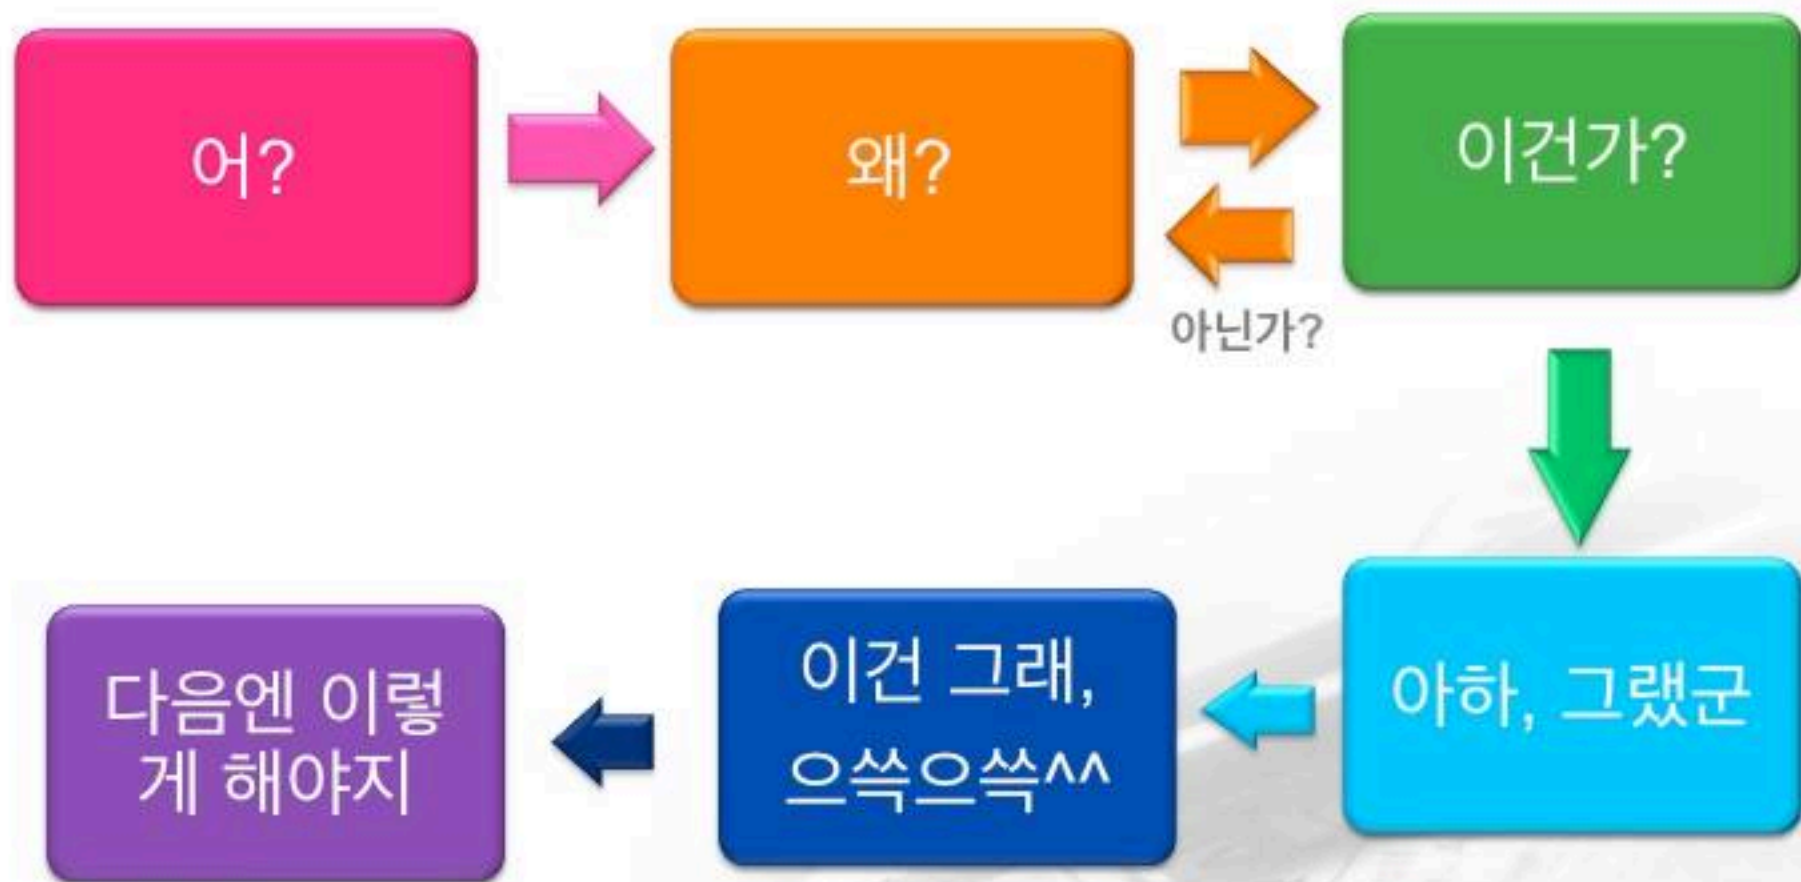 어?
왜?
이건가?
아닌가?
아하, 그랬군
이건 그래,
으쓱으쓱^^
다음엔 이렇
게 해야지